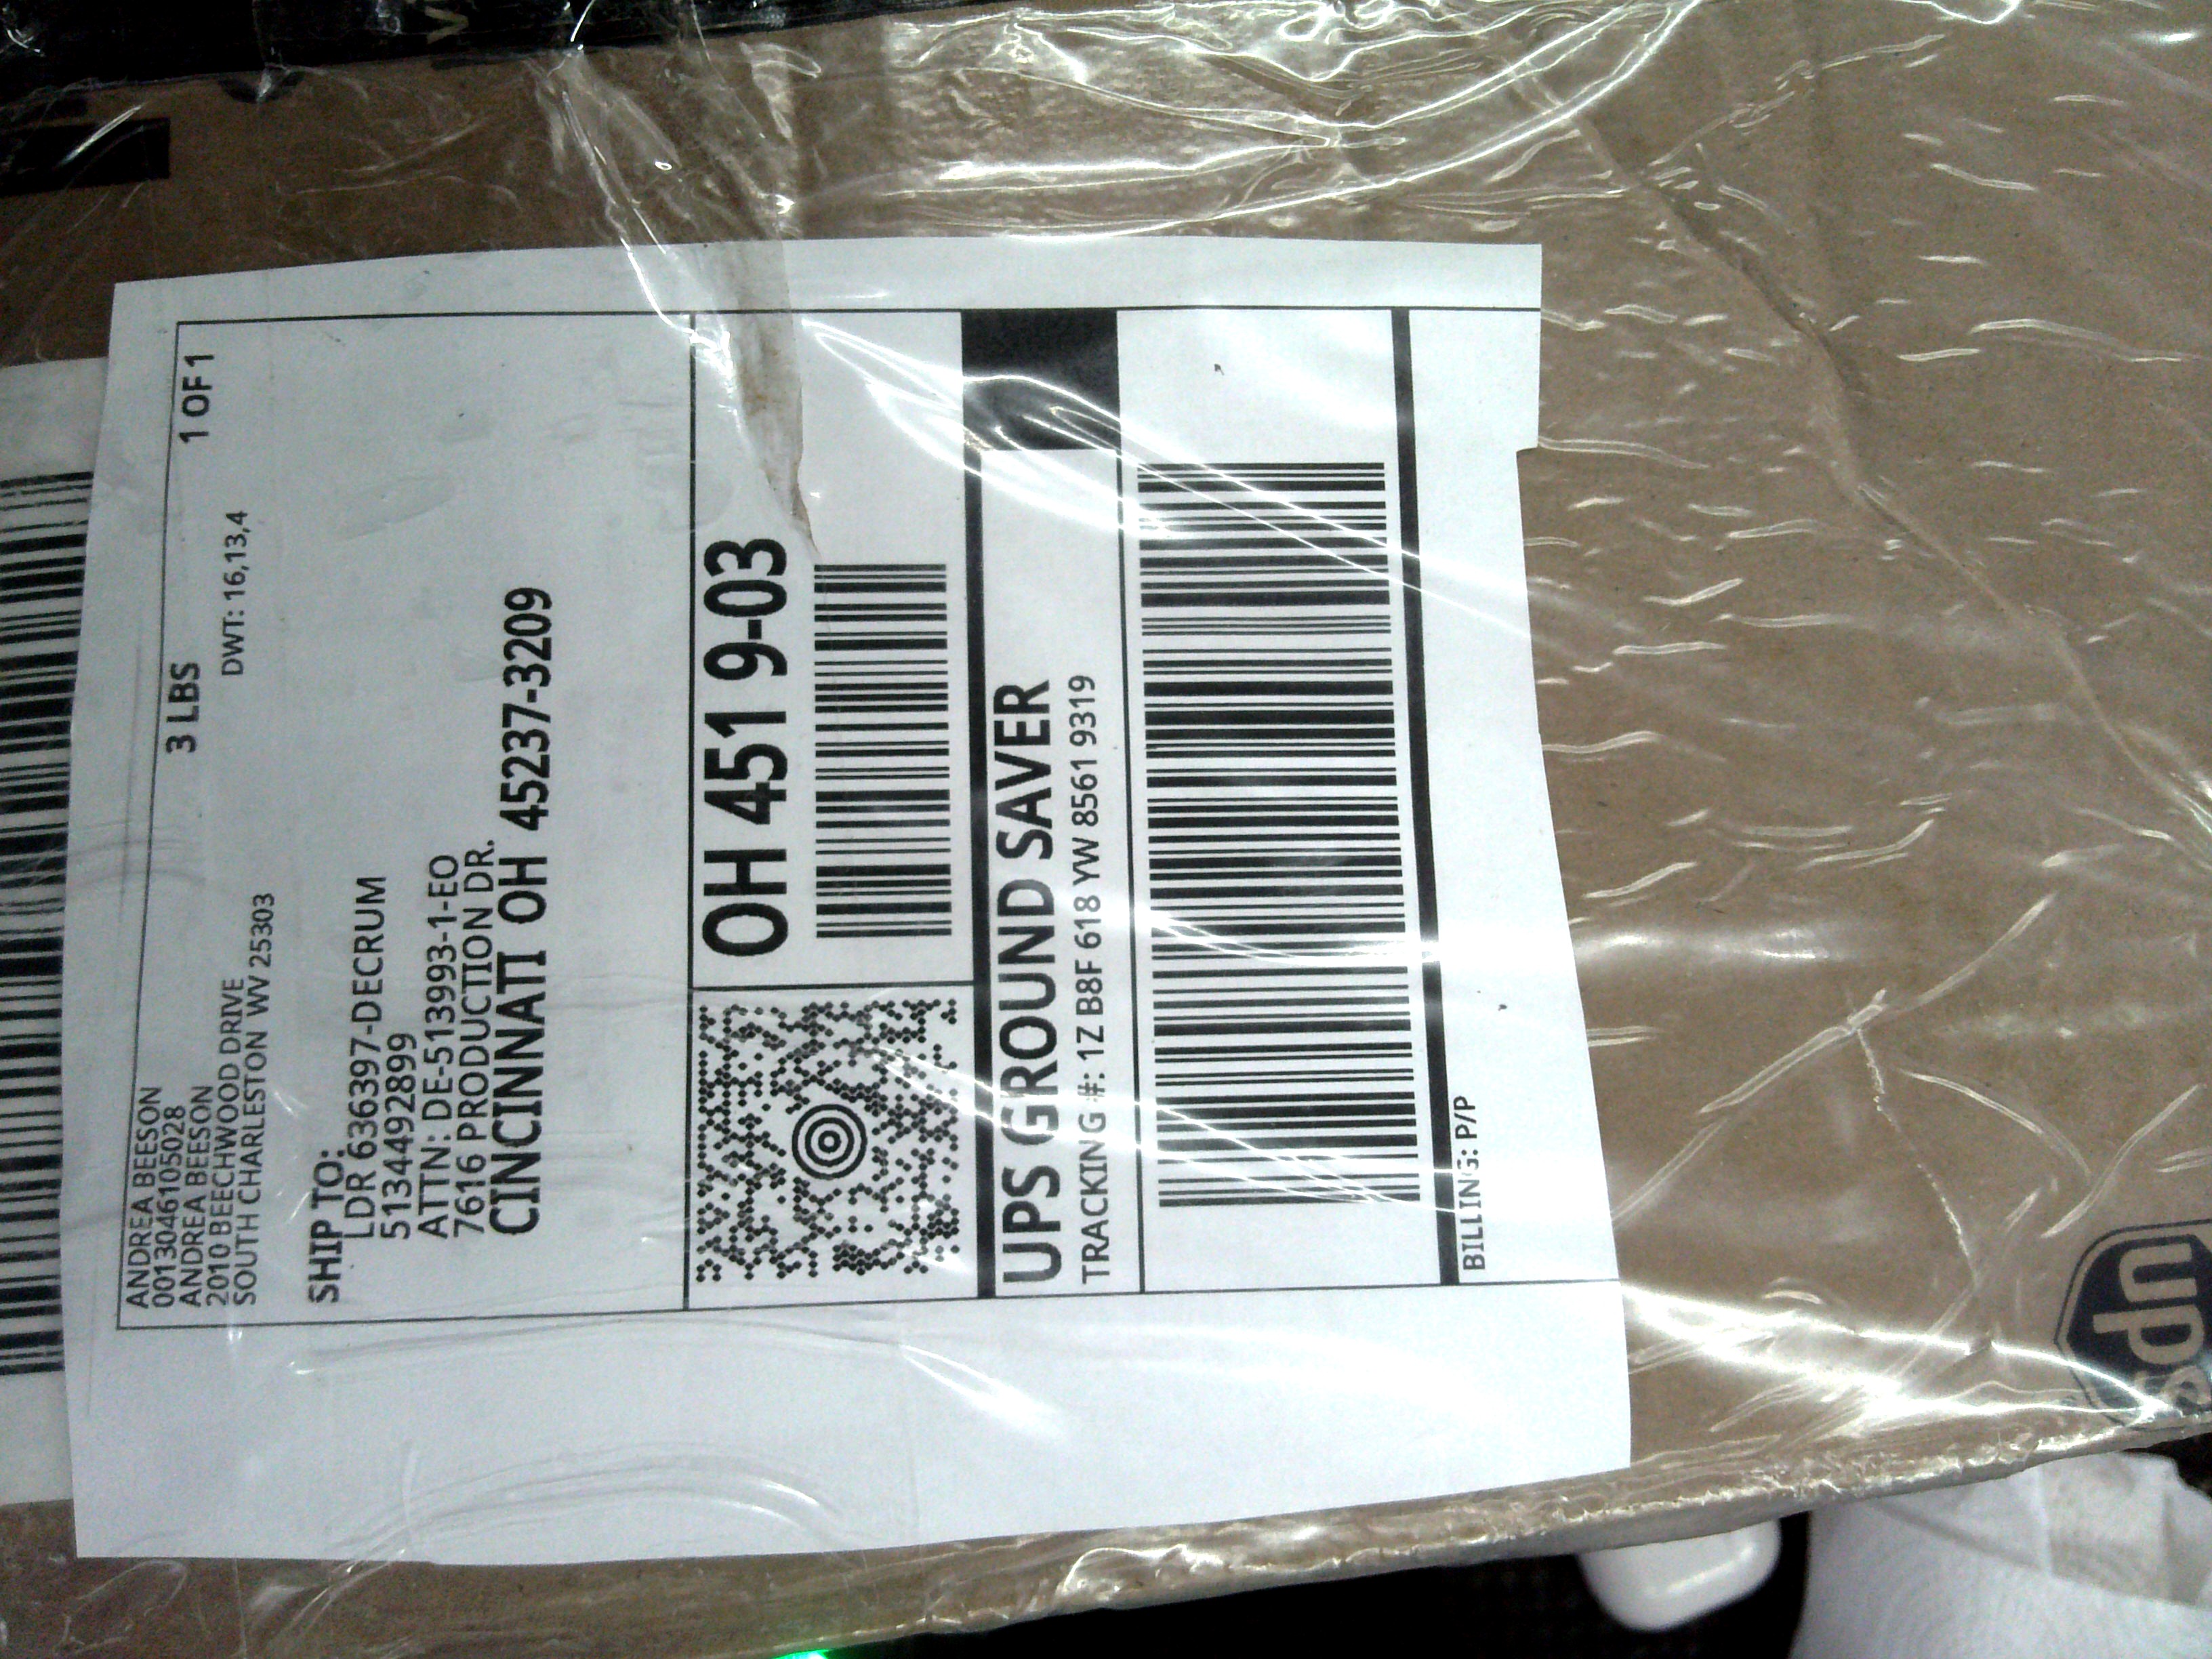 ANDREA BEESON
0013046105028
ANDREA BEESON
2010 BEECHWOOD DRIVE
SOUTH CHARLESTON WV 25303
3 LBS
1 OF 1
DWT: 16,13,4
SHIP TO:
LDR 636397-DECRUM
5134492899
ATTN: DE-513993-1-EO
7616 PRODUCTION DR.
CINCINNATI OH 45237-3209
OH 451 9-03
UPS GROUND SAVER
TRACKING #: 1Z B8F 618 YW 8561 9319
BILLING: P/P
ups